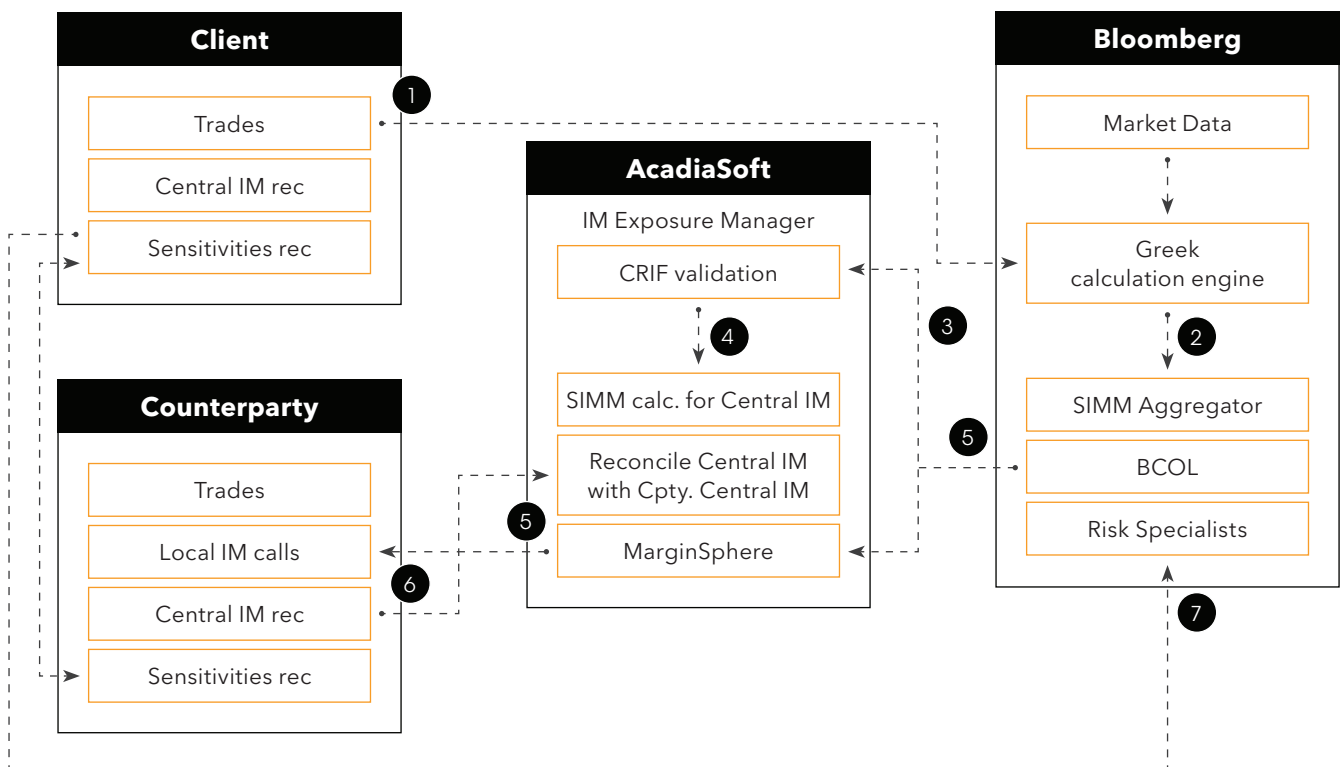 Client
Trades
Central IM rec
Sensitivities rec
1
Counterparty
Trades
Local IM calls
Central IM rec
Sensitivities rec
6
5
AcadiaSoft
IM Exposure Manager
CRIF validation
4
SIMM calc. for Central IM
Reconcile Central IM
with Cpty. Central IM
MarginSphere
3
5
Bloomberg
Market Data
Greek
calculation engine
2
SIMM Aggregator
BCOL
Risk Specialists
7